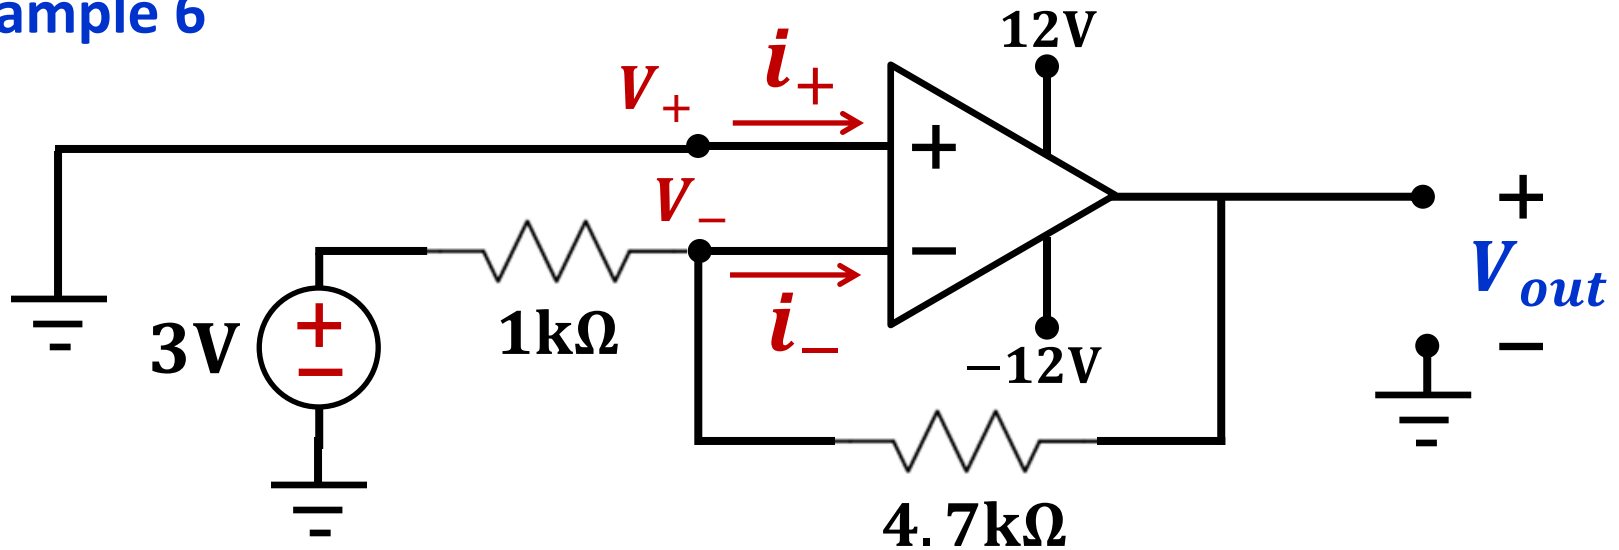 ample 6
12V
i+
V+
+
V−
+
−
Vout
i−
+
−
3V
1kΩ
−12V
−
4.7kΩ